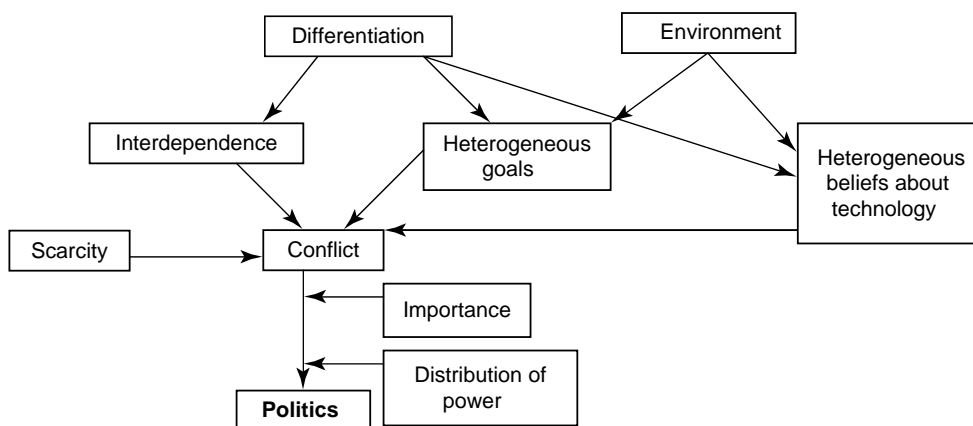 Differentiation
Environment
Interdependence
Heterogeneous
goals
Heterogeneous
beliefs about
technology
Scarcity
Conflict
Importance
Distribution of
power
Politics